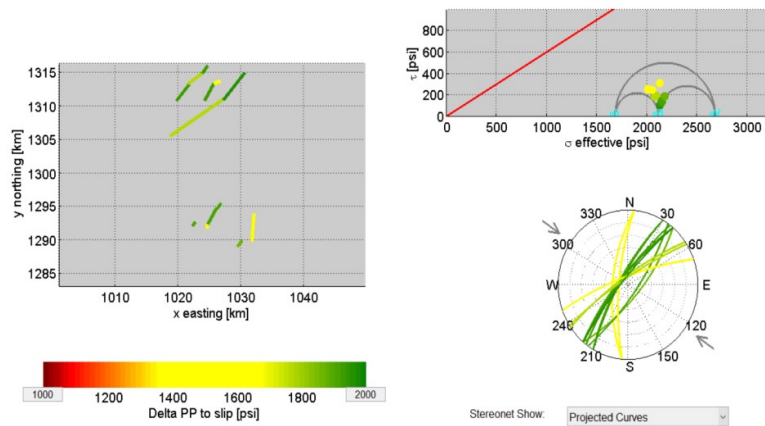 1315
1310
1305
1300
1295
1290
1285
y northing [km]
1010 1020 1030 1040
x easting [km]
800
600
400
200
0
τ [psi]
0 500 1000 1500 2000 2500 3000
σ effective [psi]
N
330 30
300 60
W E
240 120
210 150
S
1000 1200 1400 1600 1800 2000
Delta PP to slip [psi]
Stereonet Show: Projected Curves